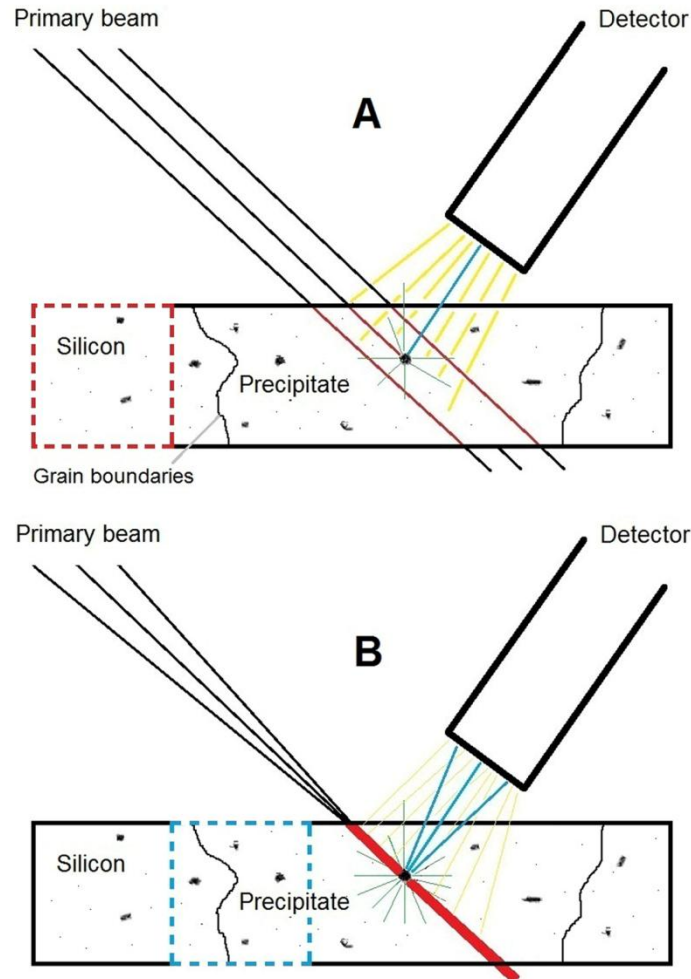 Primary beam
Detector
A
Silicon
Precipitate
Grain boundaries
Primary beam
Detector
B
Silicon
Precipitate